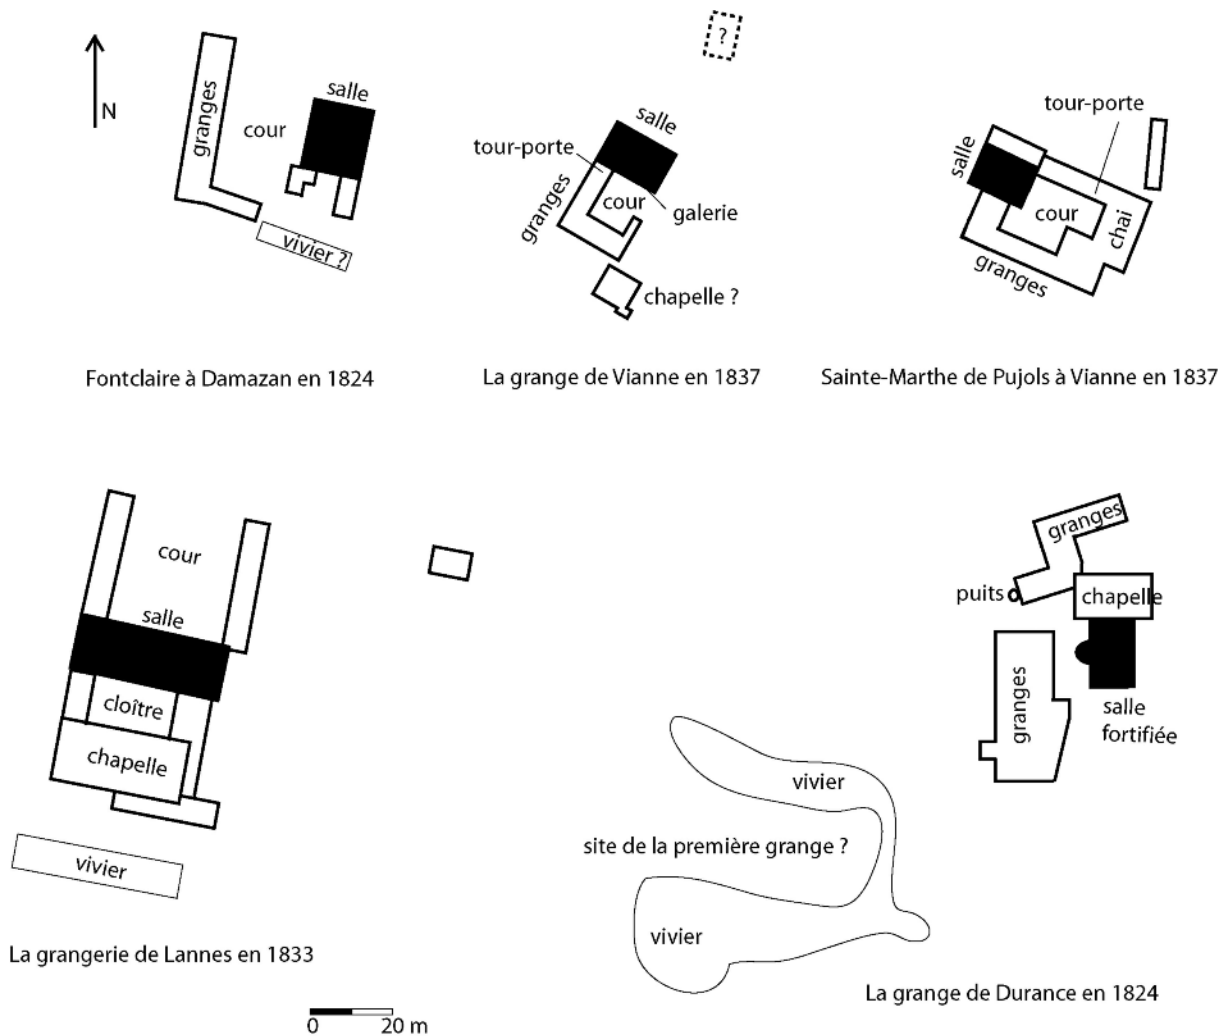 N
granges
cour
salle
vivier ?
Fontclaire à Damazan en 1824
?
salle
tour-porte
granges
cour
galerie
chapelle ?
La grange de Vianne en 1837
tour-porte
salle
cour
chai
granges
Sainte-Marthe de Pujols à Vianne en 1837
cour
salle
cloître
chapelle
vivier
La grangerie de Lannes en 1833
0 20 m
granges
puits
chapelle
granges
salle
fortifiée
vivier
site de la première grange ?
vivier
La grange de Durance en 1824